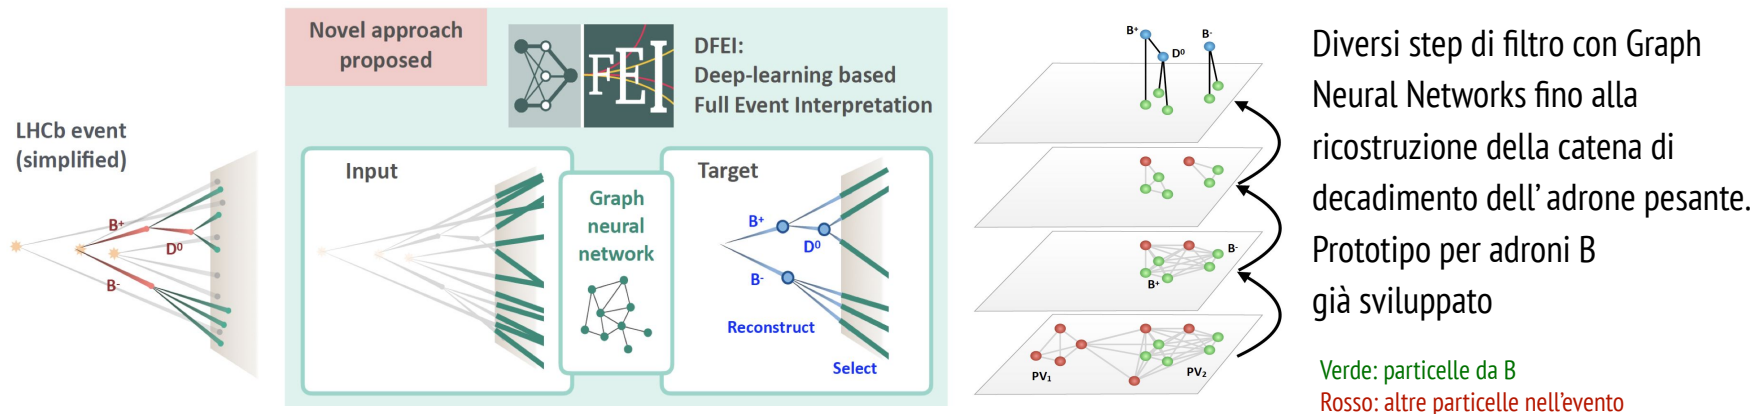 LHCb event
(simplified)
B+
D0
B-
Novel approach
proposed
FEI
DFEI:
Deep-learning based
Full Event Interpretation
Input
Graph
neural
network
Target
B+
D0
B-
Reconstruct
Select
B+
D0
B-
B-
B+
PV1
PV2
Diversi step di filtro con Graph
Neural Networks fino alla
ricostruzione della catena di
decadimento dell' adrone pesante.
Prototipo per adroni B
già sviluppato
Verde: particelle da B
Rosso: altre particelle nell'evento